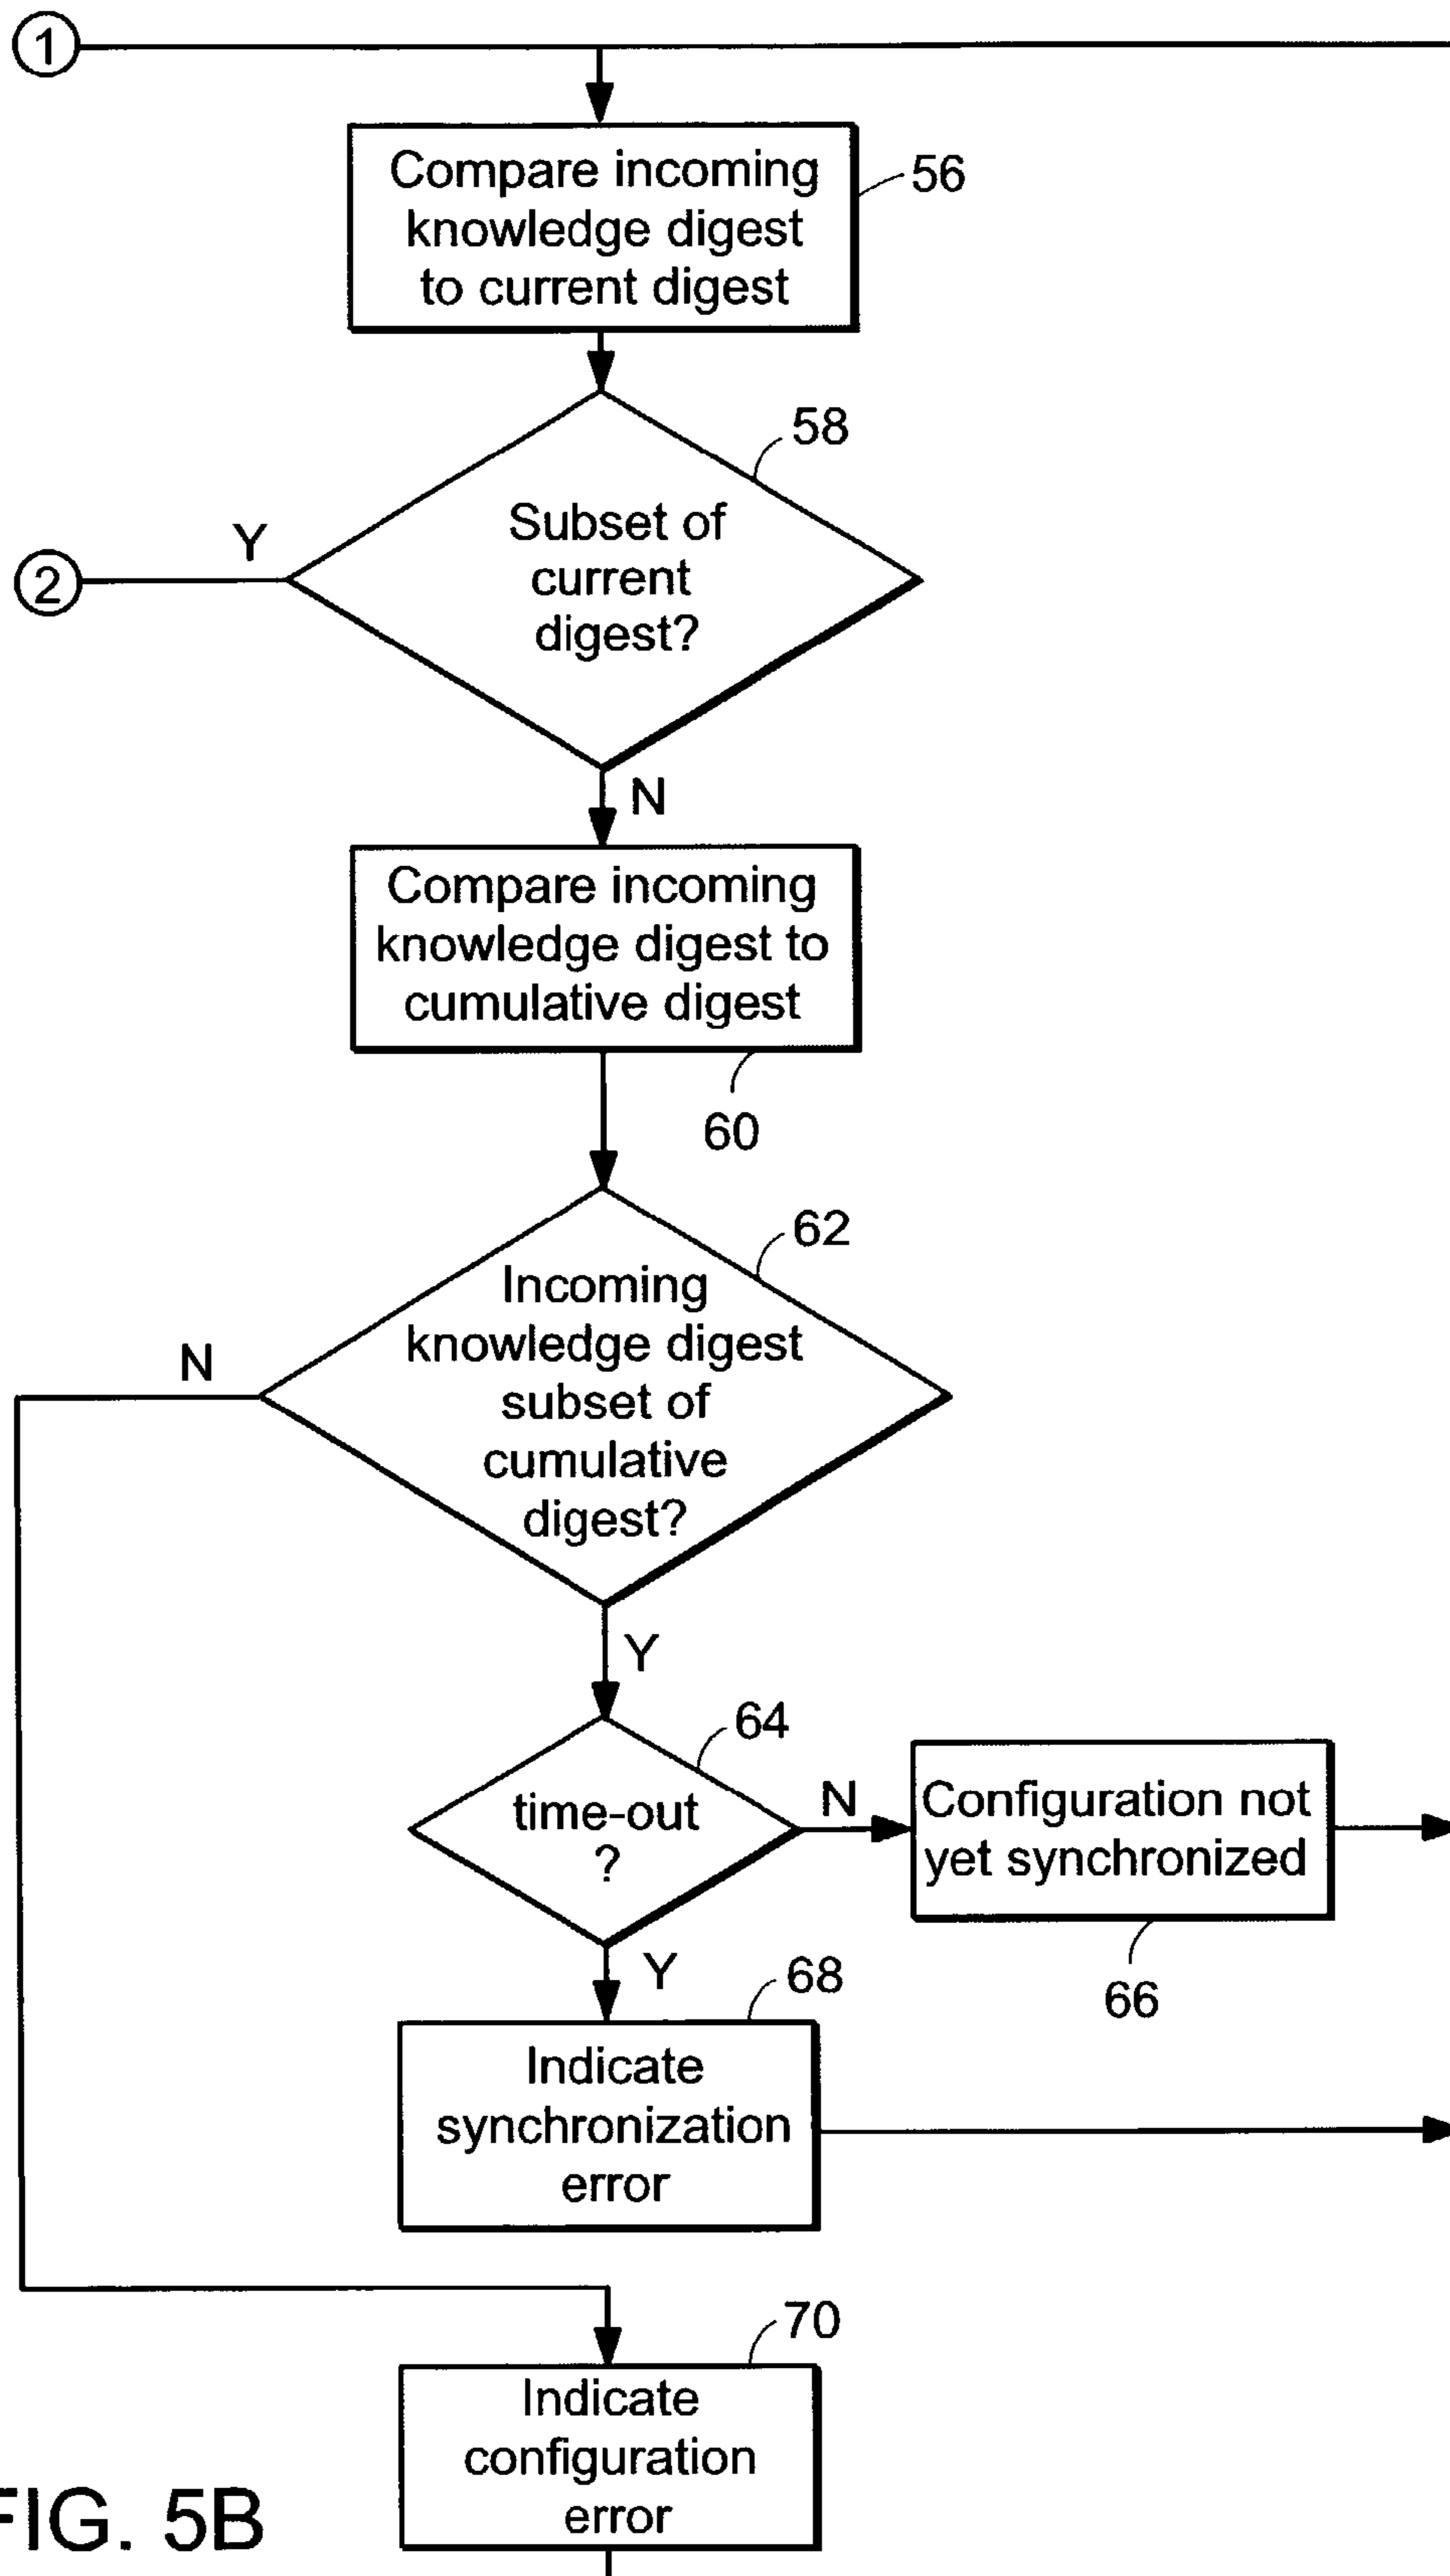 1
Compare incoming
knowledge digest
to current digest
56
58
Subset of
current
digest?
Y
2
N
Compare incoming
knowledge digest to
cumulative digest
60
62
Incoming
knowledge digest
subset of
cumulative
digest?
N
Y
64
time-out
?
N
Configuration not
yet synchronized
66
Y
68
Indicate
synchronization
error
70
Indicate
configuration
error
FIG. 5B